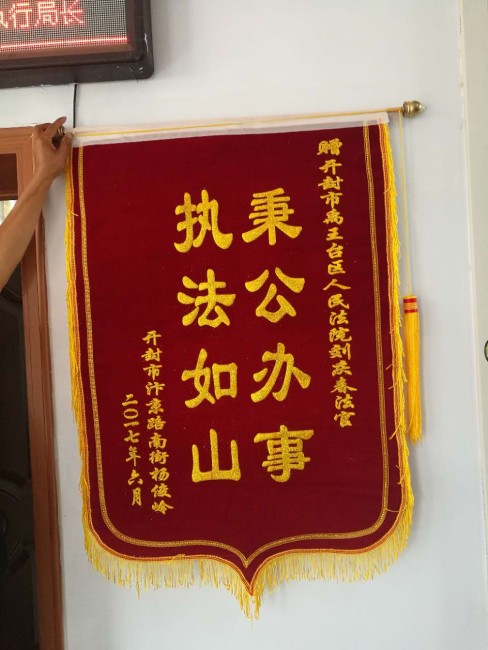 执行局长
赠开封市禹王台区人民法院刘庆春法官
秉公办事
执法如山
开封市汴京路南街杨俊岭
二〇一七年六月